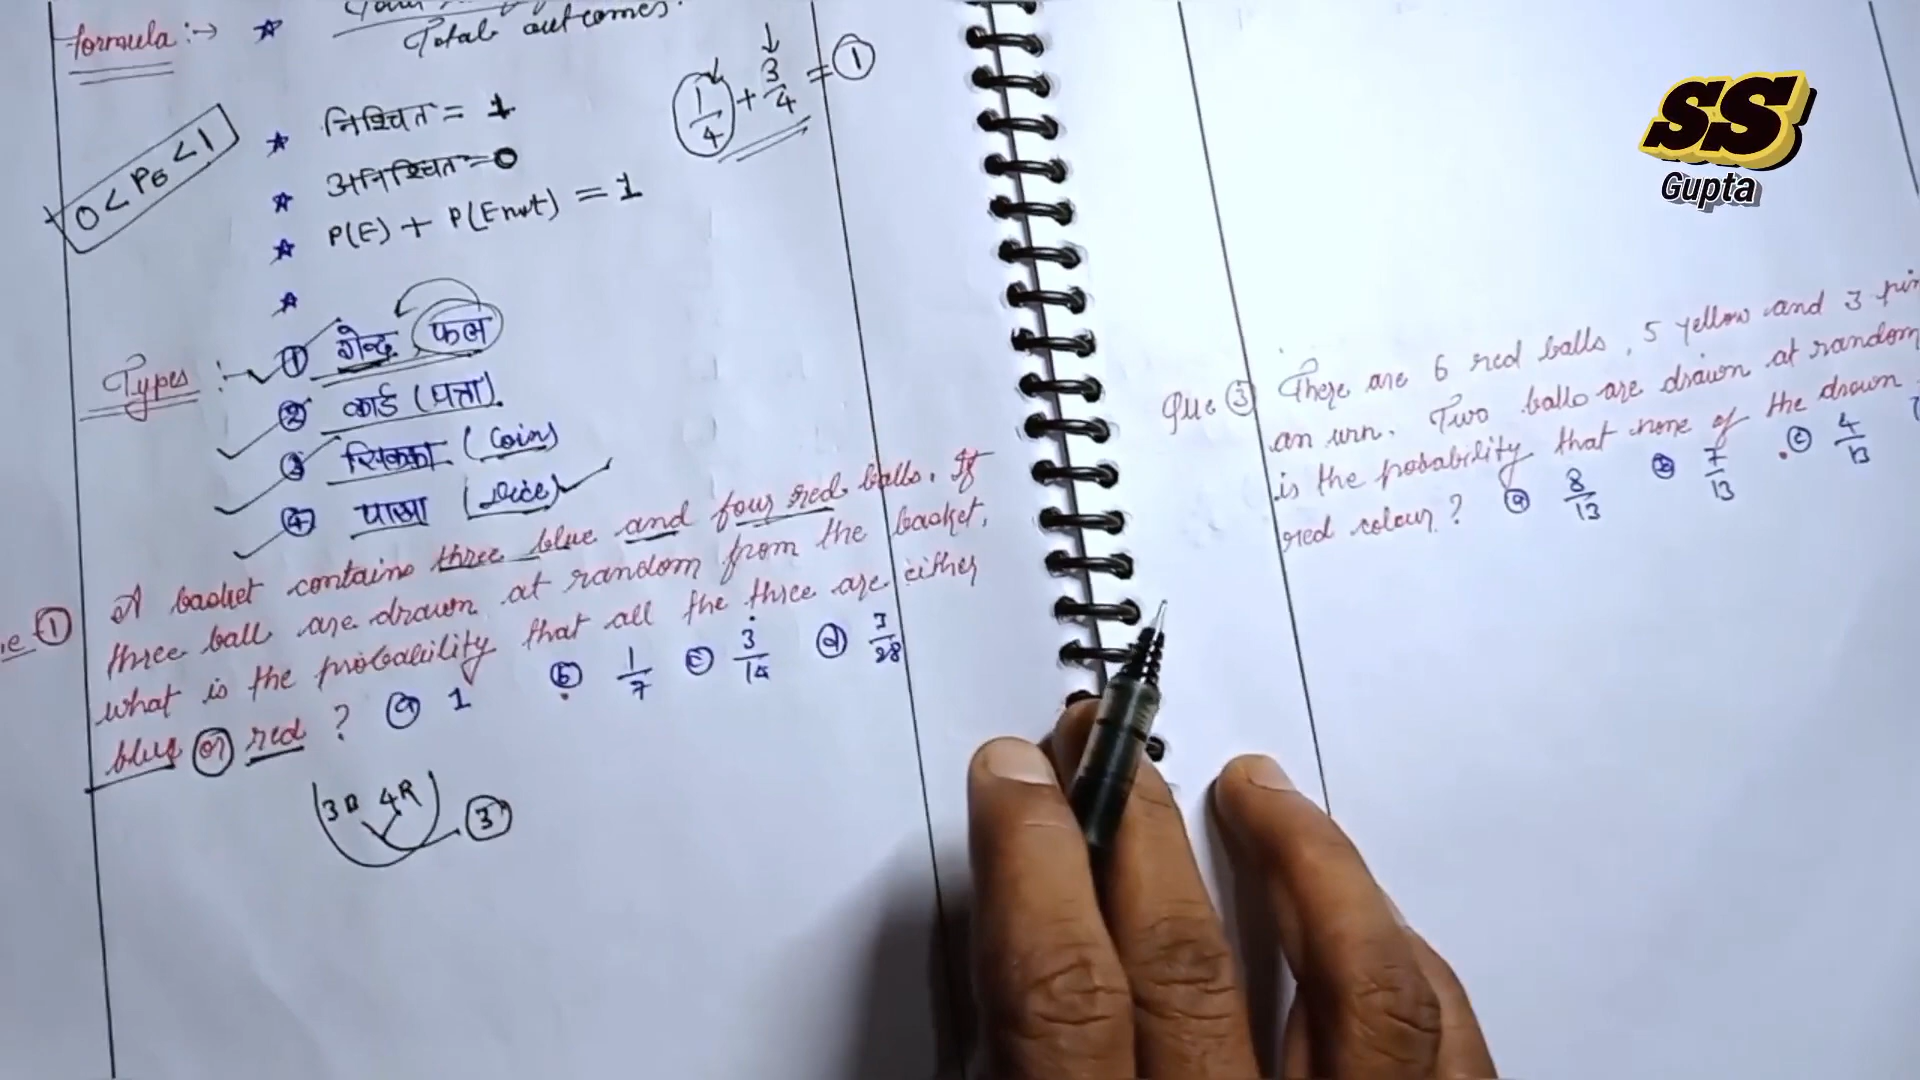 formula :→
Total outcomes.
0 < PE < 1
निश्चित = 1
अनिश्चित = 0
P(E) + P(E not) = 1
1/4 + 3/4 = 1
Types :→
① गेन्द फल
② कार्ड (पत्ता)
③ सिक्का (Coin)
④ पासा (Dice)
① A basket contains three blue and four red balls. If
three ball are drawn at random from the basket,
what is the probability that all the three are either
blue or red ? ⓐ 1 ⓑ 1/7 ⓒ 3/14 ⓓ 3/28
3B 4R
3
Que ③ There are 6 red balls, 5 yellow and 3
an urn. Two balls are drawn at random
is the probability that none of the drawn
red colour ? ⓐ 8/13 ⓑ 7/13 ⓒ 4/13
SS
Gupta